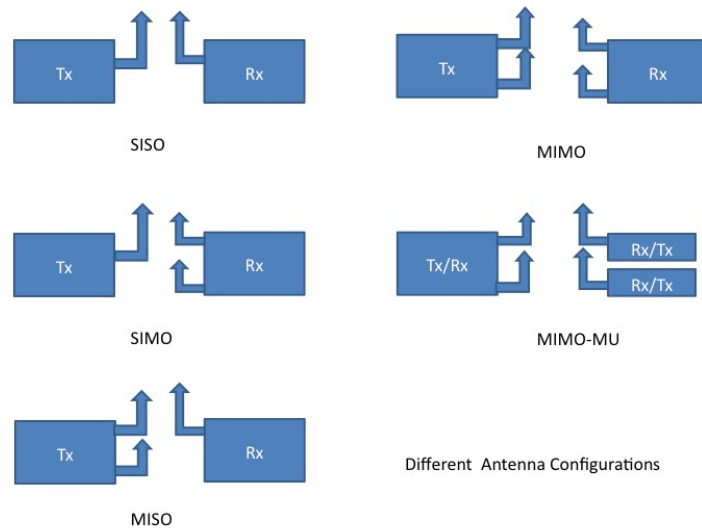 Tx Rx
SISO
Tx Rx
MIMO
Tx Rx
SIMO
Tx/Rx Rx/Tx
Rx/Tx
MIMO-MU
Tx Rx
MISO
Different Antenna Configurations